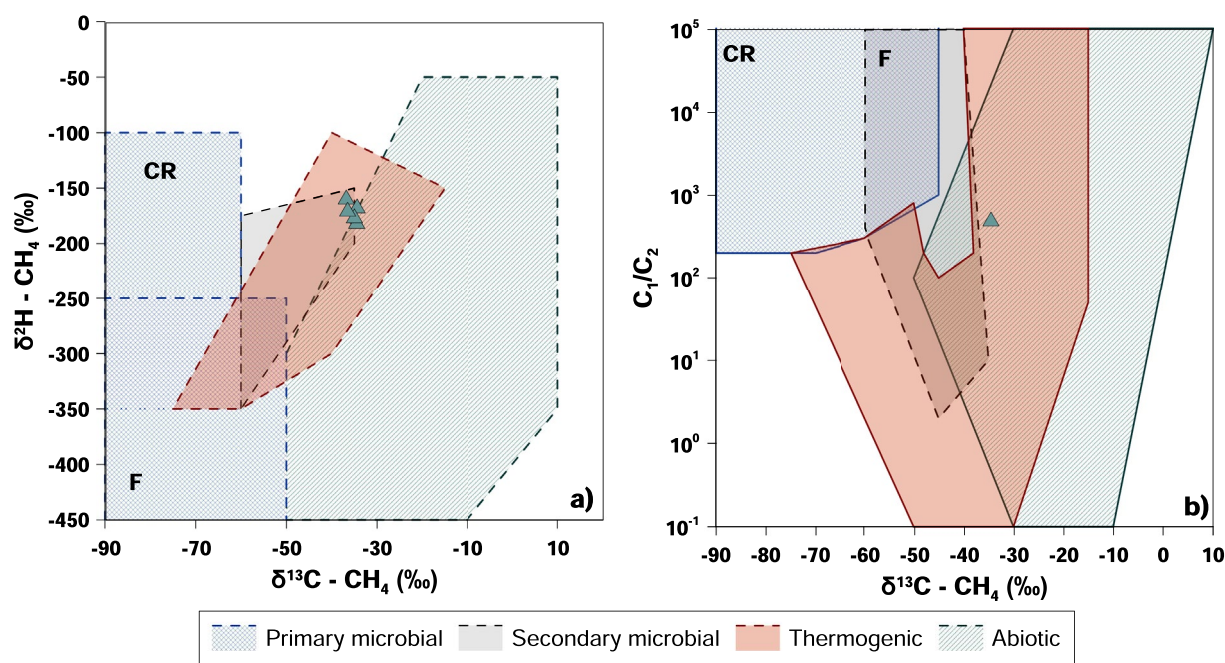 0
-50
-100
-150
-200
-250
-300
-350
-400
-450
δ²H - CH₄ (‰)
CR
F
a)
-90 -70 -50 -30 -10 10
δ¹³C - CH₄ (‰)
10⁵
10⁴
10³
10²
10¹
10⁰
10⁻¹
C₁/C₂
CR
F
b)
-90 -80 -70 -60 -50 -40 -30 -20 -10 0 10
δ¹³C - CH₄ (‰)
Primary microbial Secondary microbial Thermogenic Abiotic